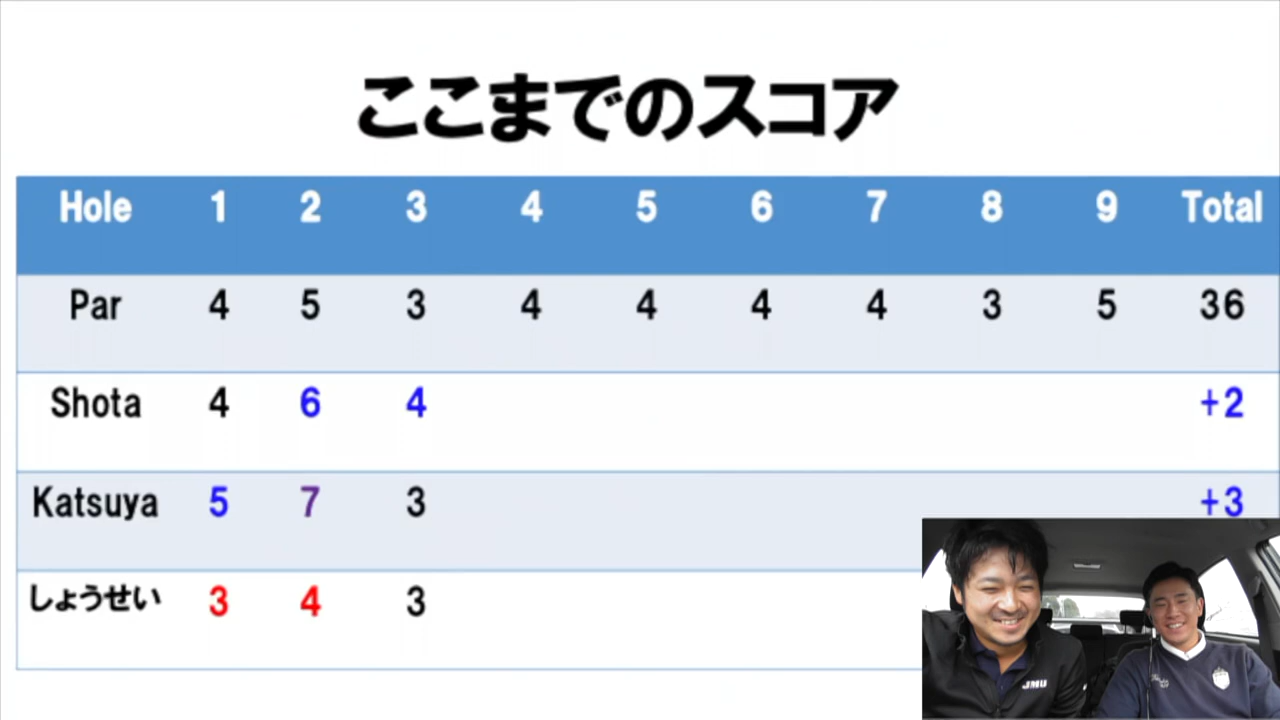 ここまでのスコア
Hole 1 2 3 4 5 6 7 8 9 Total
Par 4 5 3 4 4 4 4 3 5 36
Shota 4 6 4 +2
Katsuya 5 7 3 +3
しょうせい 3 4 3
JMU